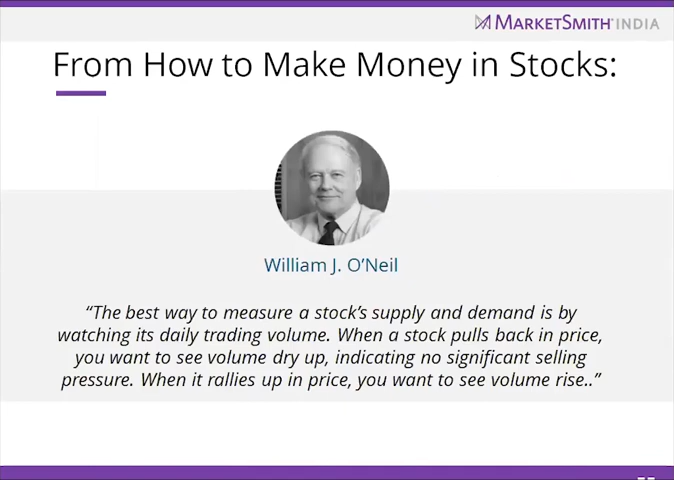 MARKETSMITH INDIA
From How to Make Money in Stocks:
William J. O’Neil
“The best way to measure a stock’s supply and demand is by
watching its daily trading volume. When a stock pulls back in price,
you want to see volume dry up, indicating no significant selling
pressure. When it rallies up in price, you want to see volume rise..”